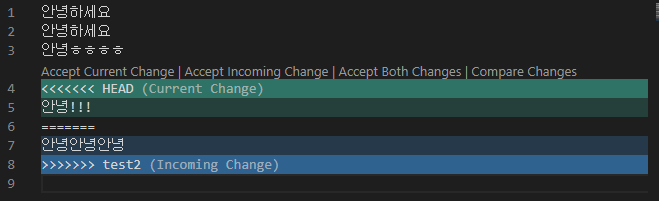 1 안녕하세요
2 안녕하세요
3 안녕ㅎㅎㅎㅎ
Accept Current Change | Accept Incoming Change | Accept Both Changes | Compare Changes
4 <<<<<<< HEAD (Current Change)
5 안녕!!!
6 =======
7 안녕안녕안녕
8 >>>>>>> test2 (Incoming Change)
9